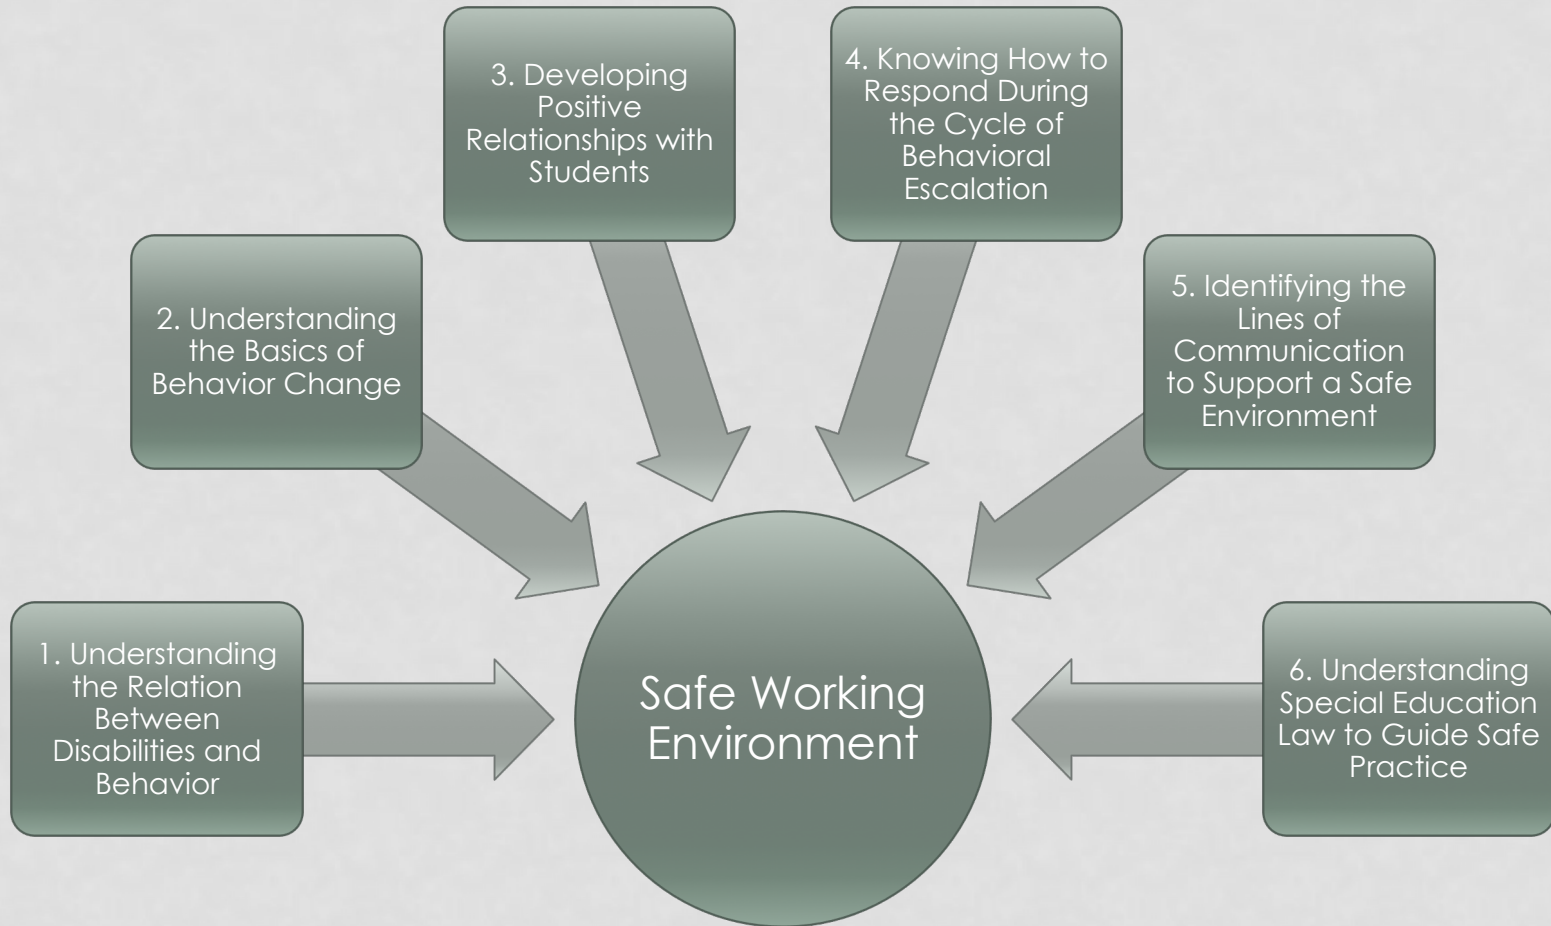 1. Understanding
the Relation
Between
Disabilities and
Behavior
2. Understanding
the Basics of
Behavior Change
3. Developing
Positive
Relationships with
Students
4. Knowing How to
Respond During
the Cycle of
Behavioral
Escalation
5. Identifying the
Lines of
Communication
to Support a Safe
Environment
6. Understanding
Special Education
Law to Guide Safe
Practice
Safe Working
Environment